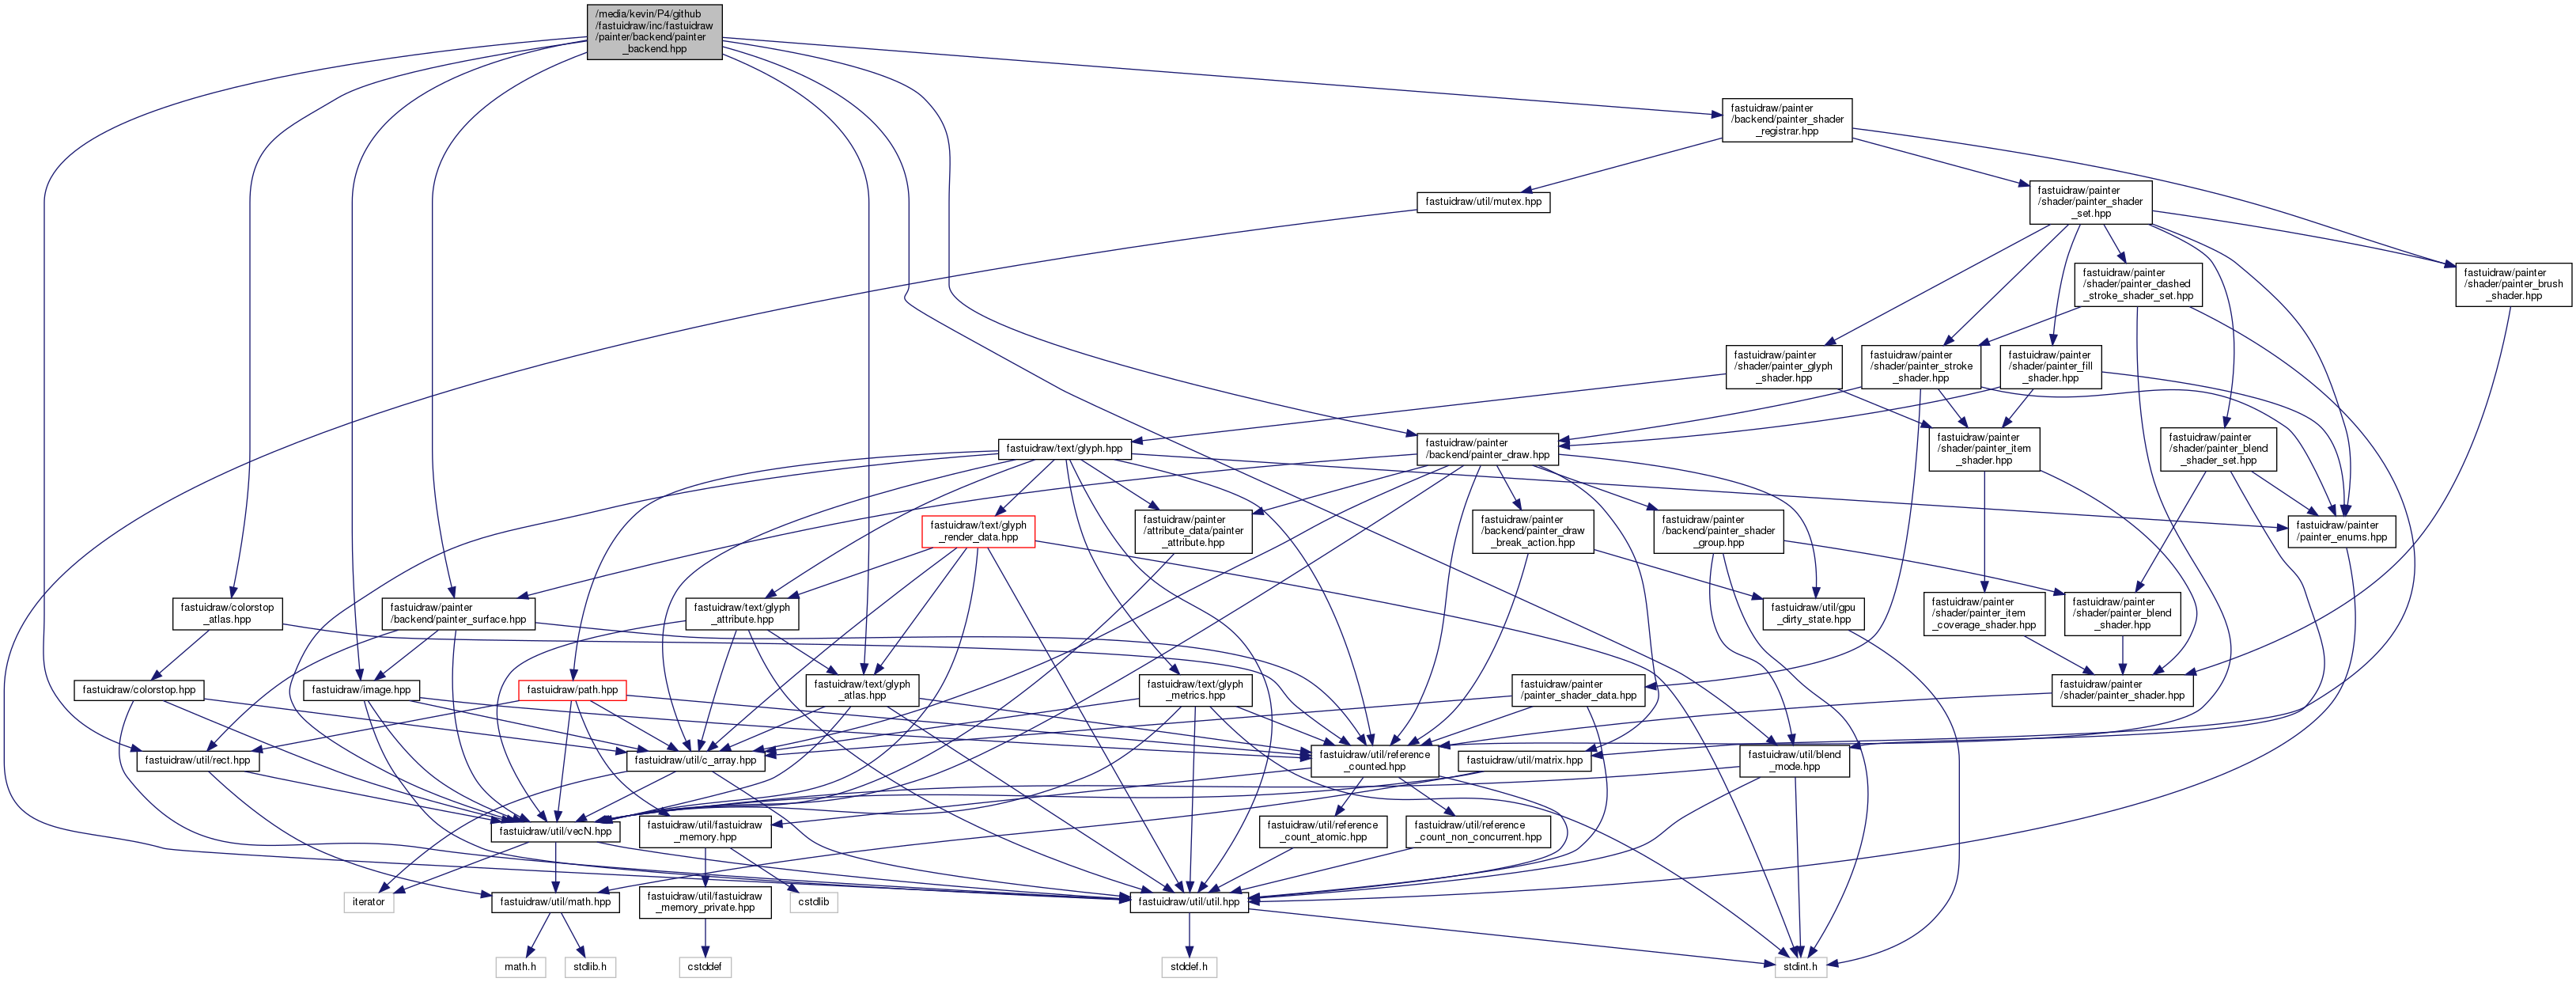 /media/kevin/P4/github
/fastuidraw/inc/fastuidraw
/painter/backend/painter
_backend.hpp
fastuidraw/painter
/backend/painter_shader
_registrar.hpp
fastuidraw/util/mutex.hpp
fastuidraw/painter
/shader/painter_shader
_set.hpp
fastuidraw/painter
/shader/painter_dashed
_stroke_shader_set.hpp
fastuidraw/painter
/shader/painter_brush
_shader.hpp
fastuidraw/painter
/shader/painter_glyph
_shader.hpp
fastuidraw/painter
/shader/painter_stroke
_shader.hpp
fastuidraw/painter
/shader/painter_fill
_shader.hpp
fastuidraw/text/glyph.hpp
fastuidraw/painter
/backend/painter_draw.hpp
fastuidraw/painter
/shader/painter_item
_shader.hpp
fastuidraw/painter
/shader/painter_blend
_shader_set.hpp
fastuidraw/text/glyph
_render_data.hpp
fastuidraw/painter
/attribute_data/painter
_attribute.hpp
fastuidraw/painter
/backend/painter_draw
_break_action.hpp
fastuidraw/painter
/backend/painter_shader
_group.hpp
fastuidraw/painter
/painter_enums.hpp
fastuidraw/colorstop
_atlas.hpp
fastuidraw/painter
/backend/painter_surface.hpp
fastuidraw/text/glyph
_attribute.hpp
fastuidraw/util/gpu
_dirty_state.hpp
fastuidraw/painter
/shader/painter_item
_coverage_shader.hpp
fastuidraw/painter
/shader/painter_blend
_shader.hpp
fastuidraw/colorstop.hpp
fastuidraw/image.hpp
fastuidraw/path.hpp
fastuidraw/text/glyph
_atlas.hpp
fastuidraw/text/glyph
_metrics.hpp
fastuidraw/painter
/painter_shader_data.hpp
fastuidraw/painter
/shader/painter_shader.hpp
fastuidraw/util/rect.hpp
fastuidraw/util/c_array.hpp
fastuidraw/util/reference
_counted.hpp
fastuidraw/util/matrix.hpp
fastuidraw/util/blend
_mode.hpp
fastuidraw/util/vecN.hpp
fastuidraw/util/fastuidraw
_memory.hpp
fastuidraw/util/reference
_count_atomic.hpp
fastuidraw/util/reference
_count_non_concurrent.hpp
iterator
fastuidraw/util/math.hpp
fastuidraw/util/fastuidraw
_memory_private.hpp
cstdlib
fastuidraw/util/util.hpp
math.h
stdlib.h
cstddef
stddef.h
stdint.h